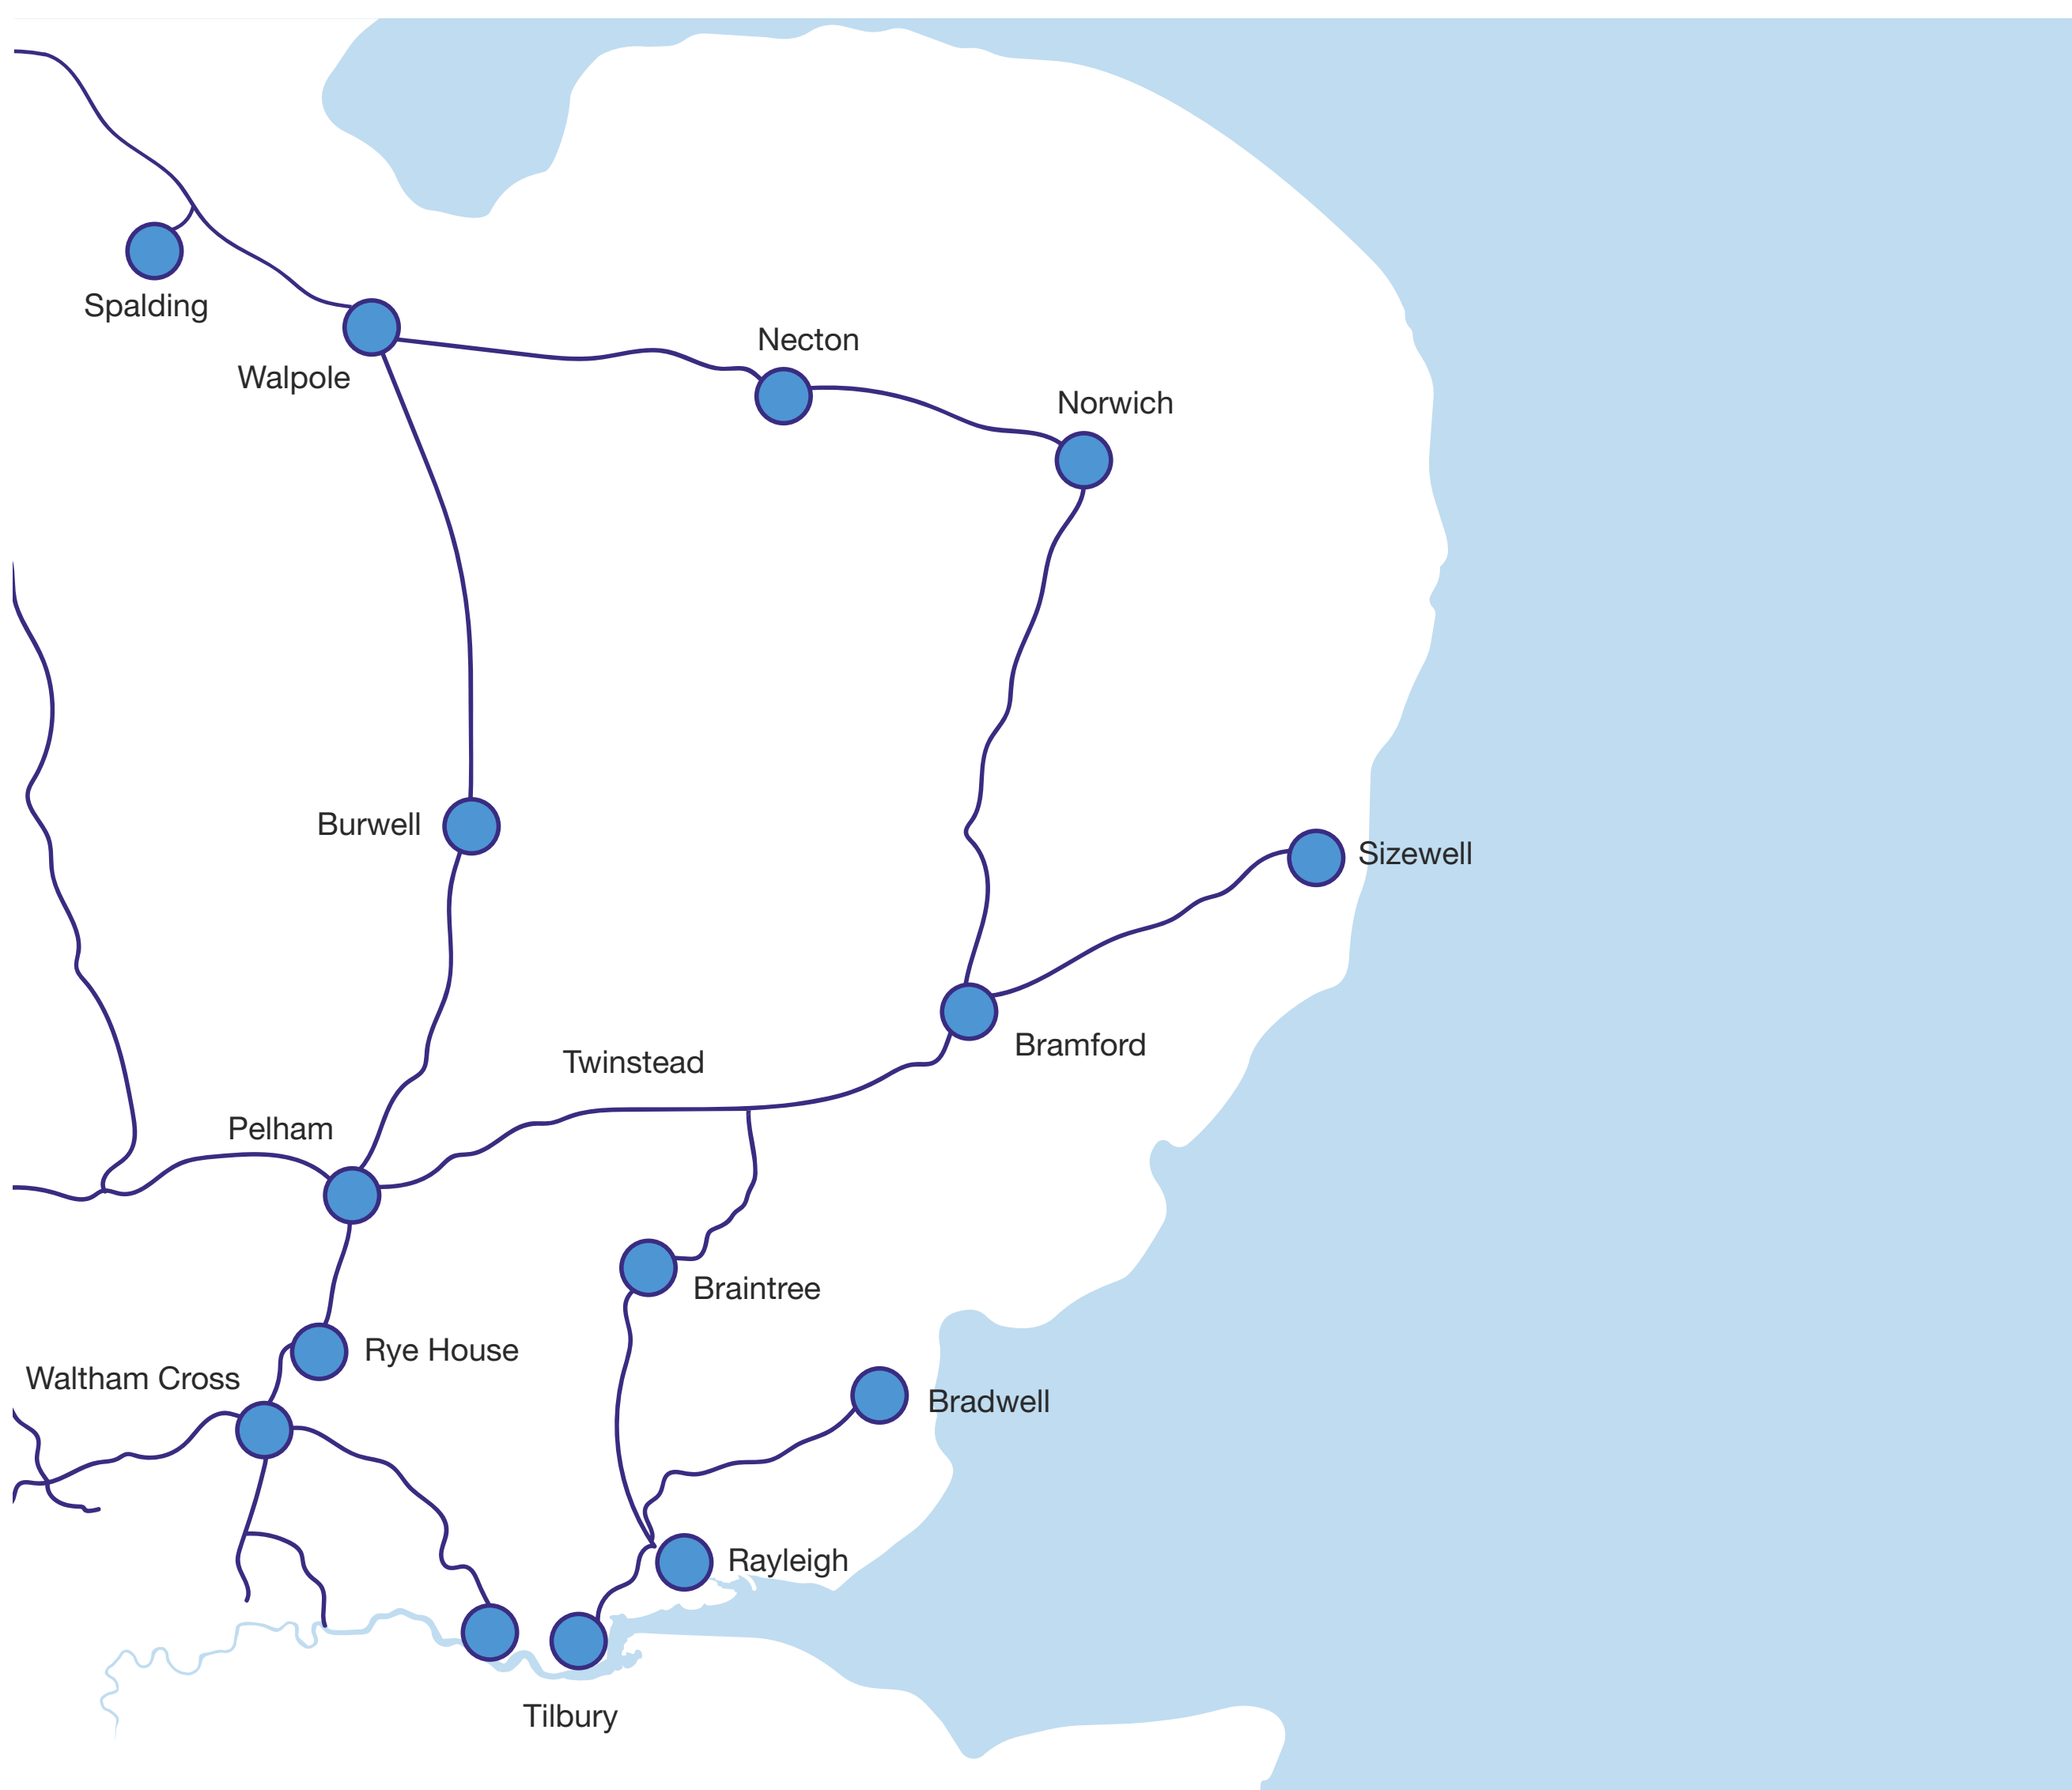 Spalding
Walpole
Necton
Norwich
Burwell
Sizewell
Bramford
Twinstead
Pelham
Braintree
Rye House
Waltham Cross
Bradwell
Rayleigh
Tilbury